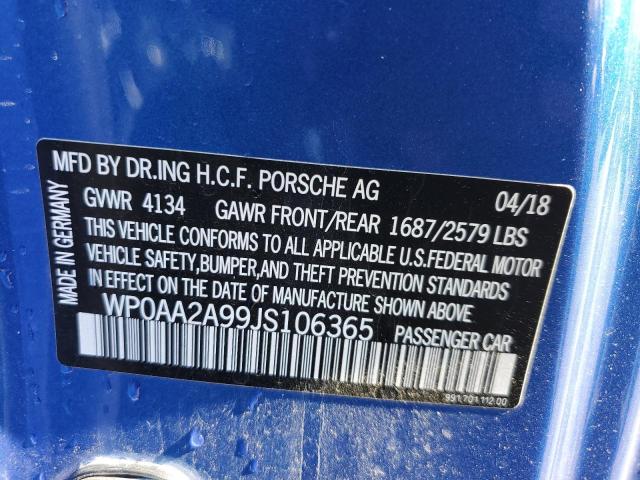 MFD BY DR.ING H.C.F. PORSCHE AG 04/18
GVWR 4134 GAWR FRONT/REAR 1687/2579 LBS
THIS VEHICLE CONFORMS TO ALL APPLICABLE U.S.FEDERAL MOTOR
VEHICLE SAFETY,BUMPER,AND THEFT PREVENTION STANDARDS
IN EFFECT ON THE DATE OF MANUFACTURE SHOWN ABOVE
WP0AA2A99JS106365 PASSENGER CAR
991.701.112.00
MADE IN GERMANY